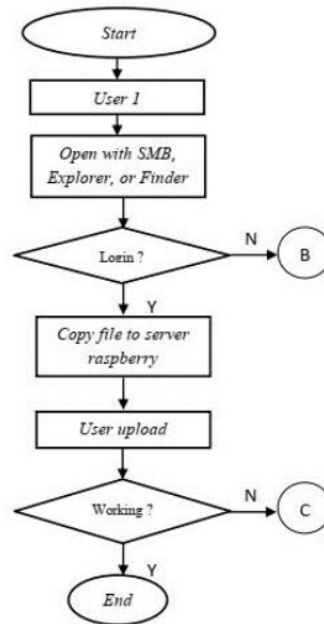 Start
User 1
Open with SMB,
Explorer, or Finder
Login ?
N
B
Y
Copy file to server
raspberry
User upload
Working ?
N
C
Y
End